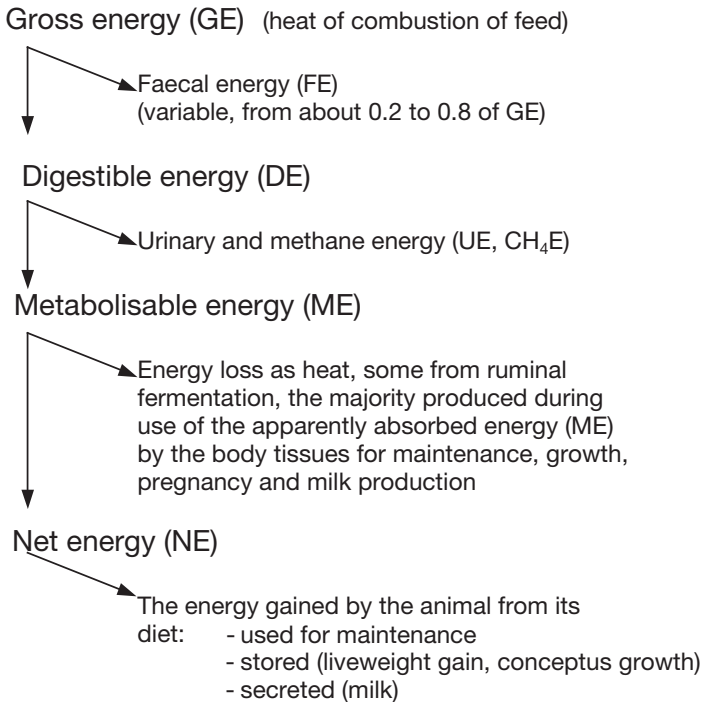 Gross energy (GE) (heat of combustion of feed)
Faecal energy (FE)
(variable, from about 0.2 to 0.8 of GE)
Digestible energy (DE)
Urinary and methane energy (UE, CH₄E)
Metabolisable energy (ME)
Energy loss as heat, some from ruminal
fermentation, the majority produced during
use of the apparently absorbed energy (ME)
by the body tissues for maintenance, growth,
pregnancy and milk production
Net energy (NE)
The energy gained by the animal from its
diet: - used for maintenance
- stored (liveweight gain, conceptus growth)
- secreted (milk)